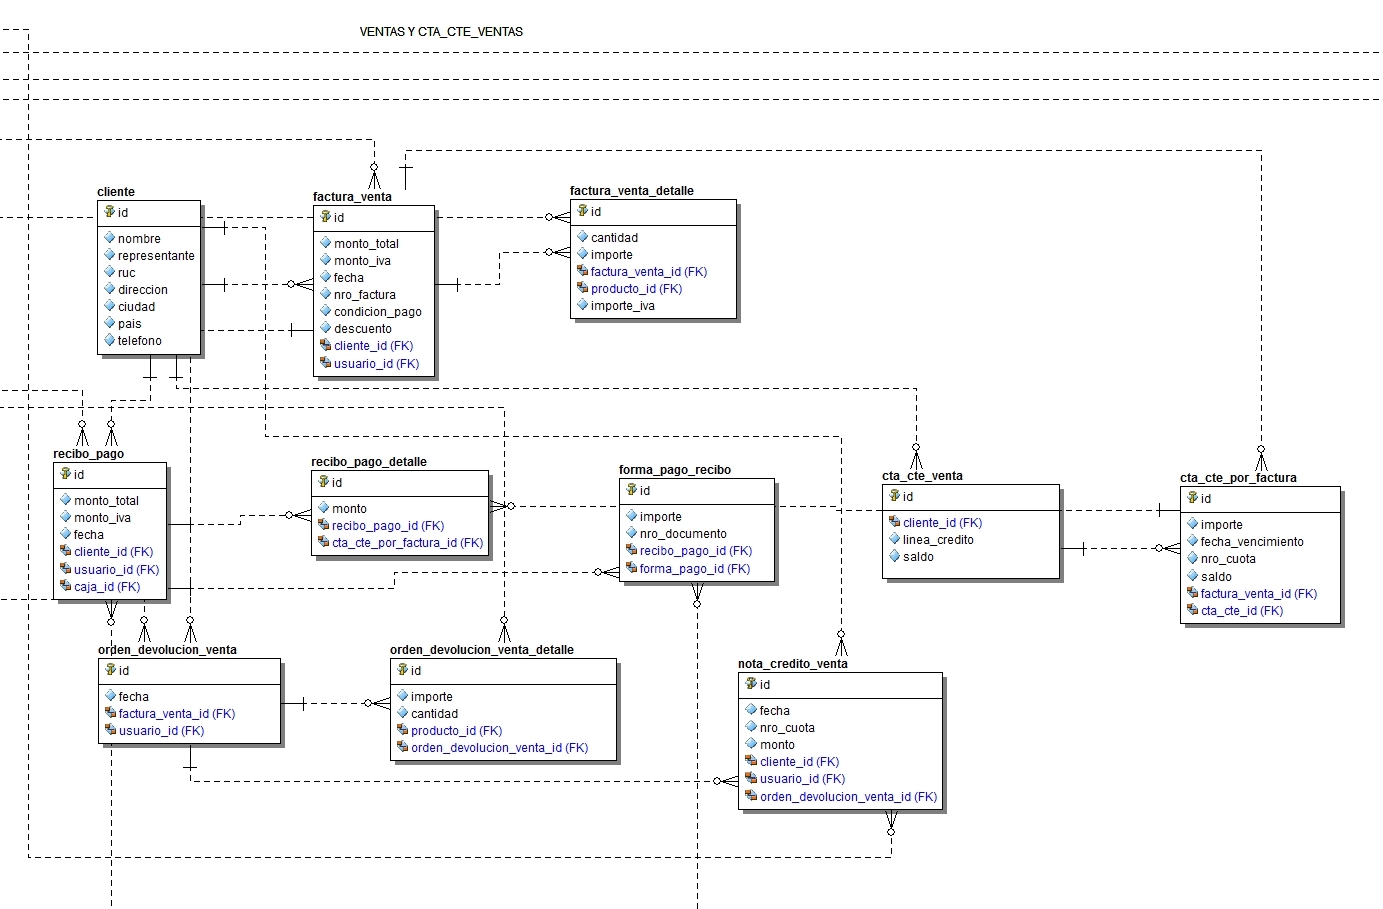 VENTAS Y CTA_CTE_VENTAS
cliente
id
nombre
representante
ruc
direccion
ciudad
pais
telefono
factura_venta
id
monto_total
monto_iva
fecha
nro_factura
condicion_pago
descuento
cliente_id (FK)
usuario_id (FK)
factura_venta_detalle
id
cantidad
importe
factura_venta_id (FK)
producto_id (FK)
importe_iva
recibo_pago
id
monto_total
monto_iva
fecha
cliente_id (FK)
usuario_id (FK)
caja_id (FK)
recibo_pago_detalle
id
monto
recibo_pago_id (FK)
cta_cte_por_factura_id (FK)
forma_pago_recibo
id
importe
nro_documento
recibo_pago_id (FK)
forma_pago_id (FK)
cta_cte_venta
id
cliente_id (FK)
linea_credito
saldo
cta_cte_por_factura
id
importe
fecha_vencimiento
nro_cuota
saldo
factura_venta_id (FK)
cta_cte_id (FK)
orden_devolucion_venta
id
fecha
factura_venta_id (FK)
usuario_id (FK)
orden_devolucion_venta_detalle
id
importe
cantidad
producto_id (FK)
orden_devolucion_venta_id (FK)
nota_credito_venta
id
fecha
nro_cuota
monto
cliente_id (FK)
usuario_id (FK)
orden_devolucion_venta_id (FK)